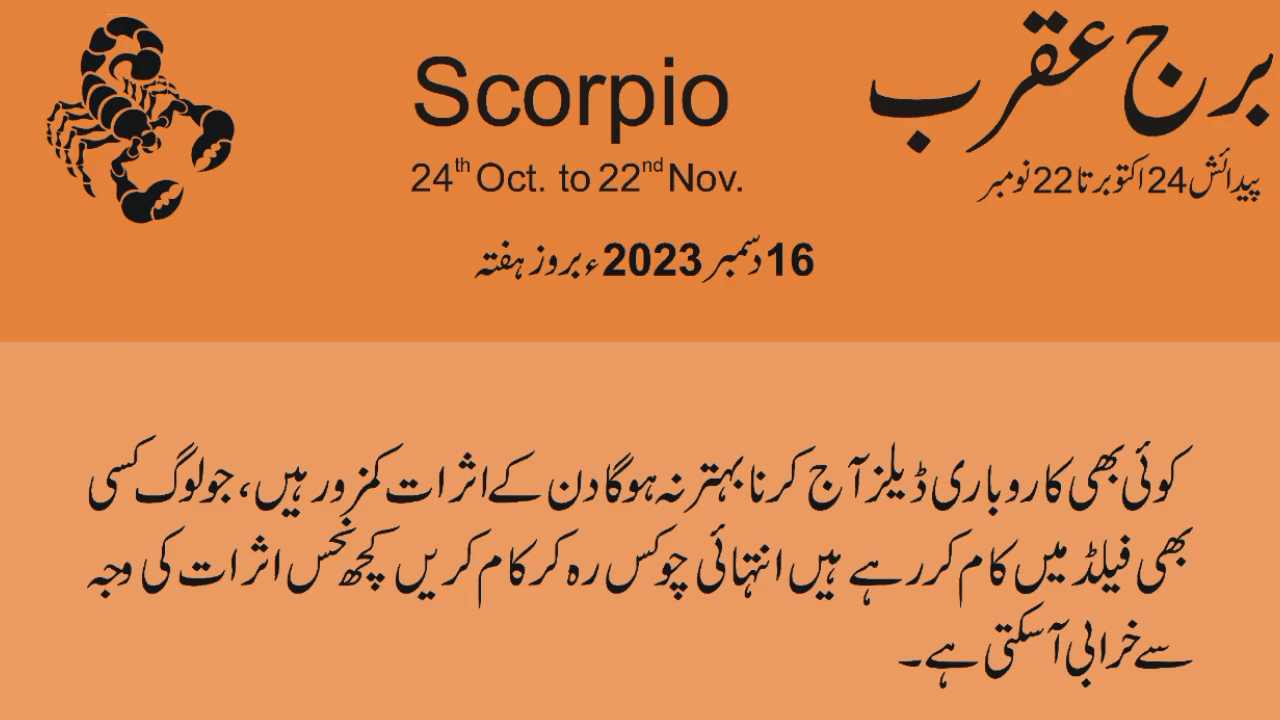 برج عقرب
Scorpio
پیدائش 24 اکتوبر تا 22 نومبر
24th Oct. to 22nd Nov.
16 دسمبر 2023ء بروز ہفتہ
کوئی بھی کاروباری ڈیلز آج کرنا بہتر نہ ہوگا دن کے اثرات کمزور ہیں، جو لوگ کسی
بھی فیلڈ میں کام کر رہے ہیں انتہائی چوکس رہ کر کام کریں کچھ نحس اثرات کی وجہ
سے خرابی آسکتی ہے۔